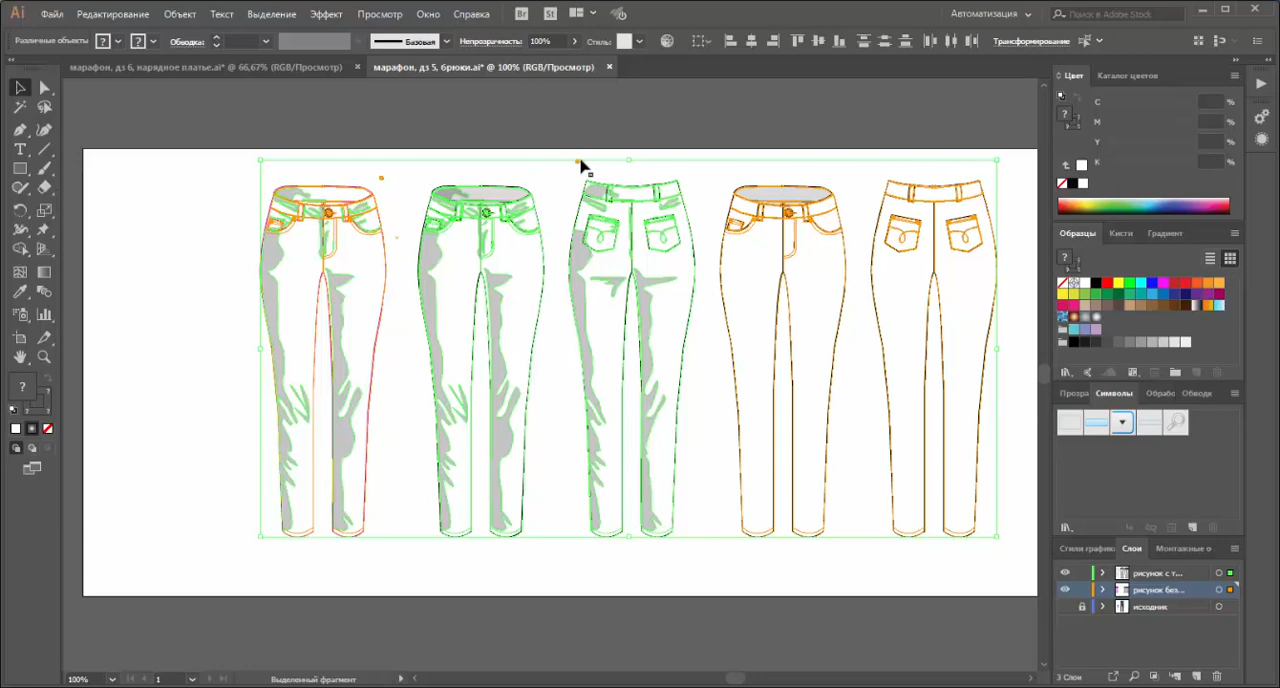 Ai Файл Редактирование Объект Текст Выделение Эффект Просмотр Окно Справка Br St Автоматизация Поиск в Adobe Stock
Различные объекты ? ? Обводка: Базовая Непрозрачность: 100% Стиль: Трансформирование
марафон, дз 6, нарядное платье.ai* @ 66,67% (RGB/Просмотр) × марафон, дз 5, брюки.ai* @ 100% (RGB/Просмотр) ×
Цвет Каталог цветов
C %
? M %
Y %
K %
Образцы Кисти Градиент
?
Прозра Символы Обрабо Обводк
Стили график Слои Монтажные о
рисунок с т...
рисунок без...
исходник
100% 1 Выделенный фрагмент 3 Слои